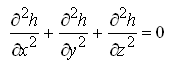 ∂²h/∂x² + ∂²h/∂y² + ∂²h/∂z² = 0